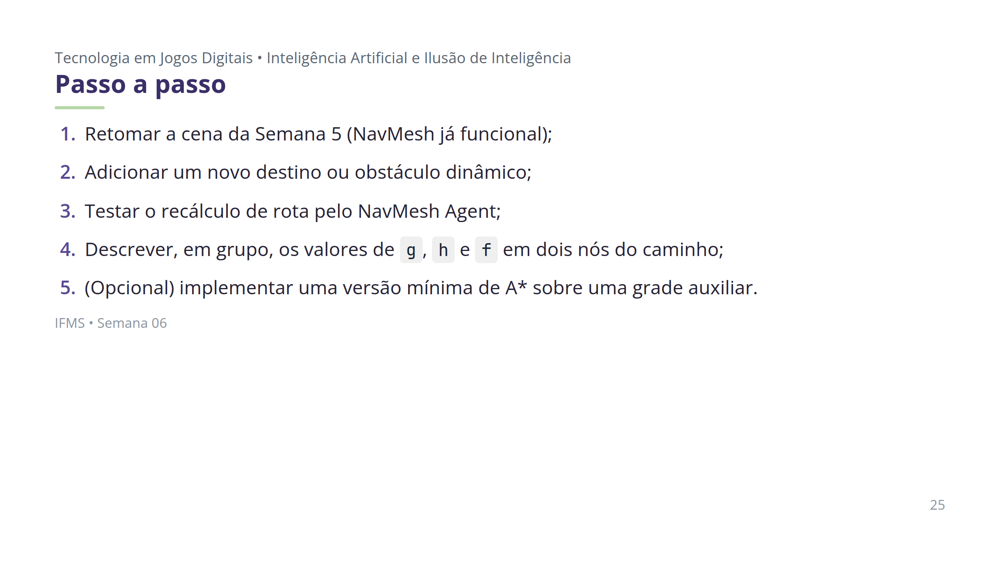 Tecnologia em Jogos Digitais • Inteligência Artificial e Ilusão de Inteligência
Passo a passo
1. Retomar a cena da Semana 5 (NavMesh já funcional);
2. Adicionar um novo destino ou obstáculo dinâmico;
3. Testar o recálculo de rota pelo NavMesh Agent;
4. Descrever, em grupo, os valores de g, h e f em dois nós do caminho;
5. (Opcional) implementar uma versão mínima de A* sobre uma grade auxiliar.
IFMS • Semana 06
25